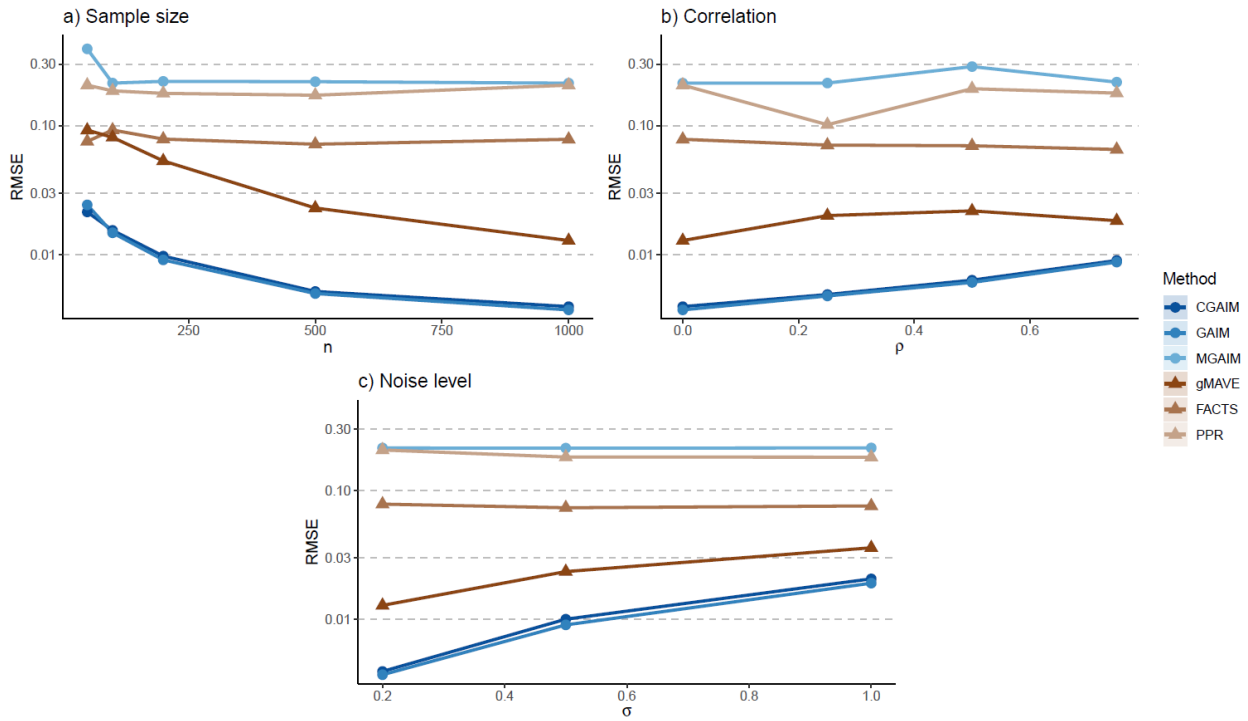 a) Sample size
RMSE
0.30
0.10
0.03
0.01
250
500
750
1000
n
b) Correlation
RMSE
0.30
0.10
0.03
0.01
0.0
0.2
0.4
0.6
ρ
c) Noise level
RMSE
0.30
0.10
0.03
0.01
0.2
0.4
0.6
0.8
1.0
σ
Method
CGAIM
GAIM
MGAIM
gMAVE
FACTS
PPR